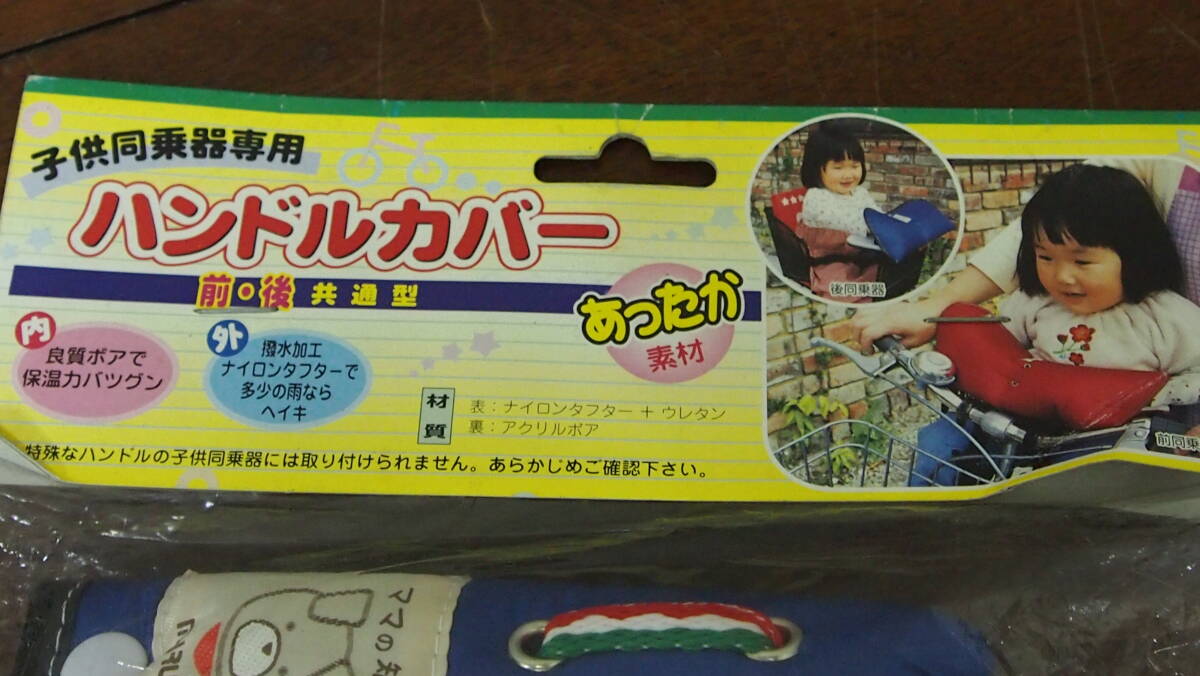 子供同乗器専用
ハンドルカバー
前・後共通型
あったか
素材
内
良質ボアで
保温力バツグン
外
撥水加工
ナイロンタフターで
多少の雨なら
ヘイキ
材質
表:ナイロンタフター+ウレタン
裏:アクリルボア
特殊なハンドルの子供同乗器には取り付けられません。あらかじめご確認下さい。
後同乗器
前同乗
ママの